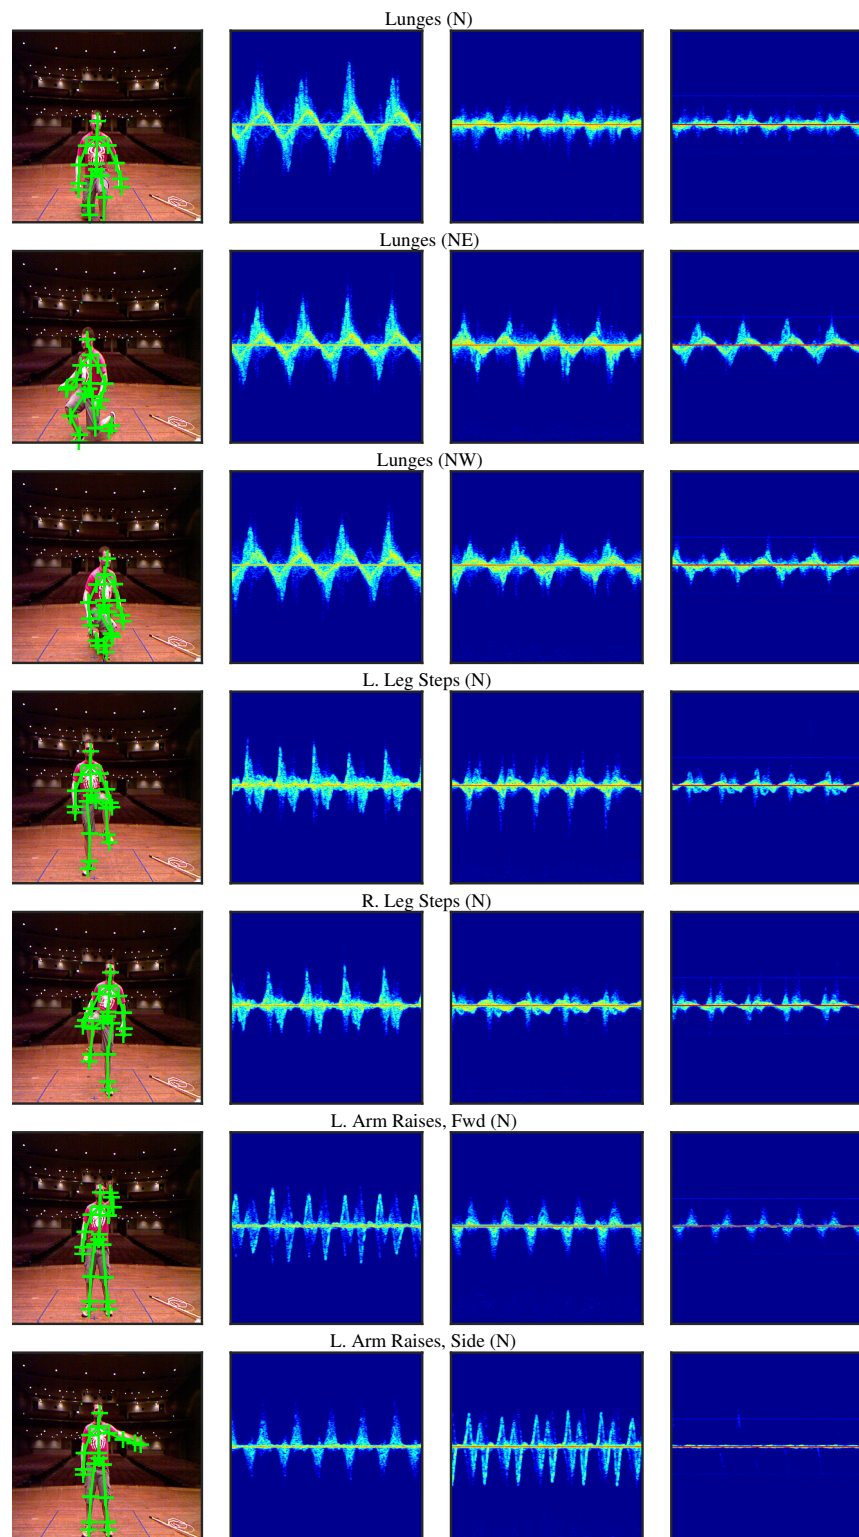 Lunges (N)
Lunges (NE)
Lunges (NW)
L. Leg Steps (N)
R. Leg Steps (N)
L. Arm Raises, Fwd (N)
L. Arm Raises, Side (N)